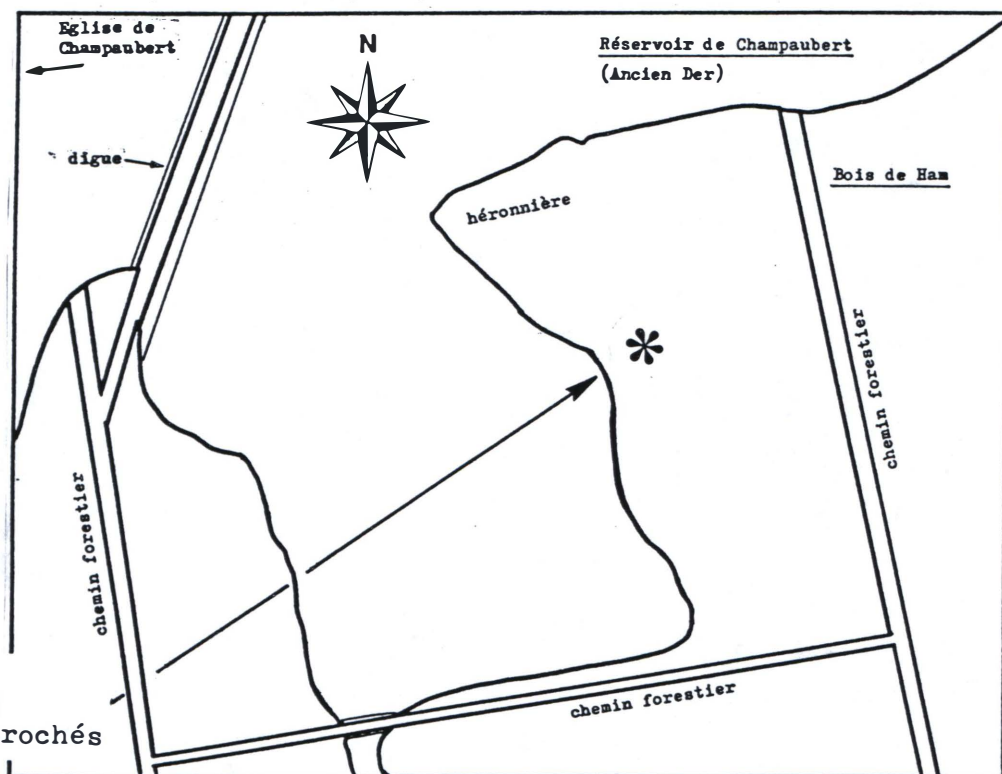 Eglise de
Champaubert
N
Réservoir de Champaubert
(Ancien Der)
digue
Bois de Ham
héronnière
chemin forestier
chemin forestier
chemin forestier
rochés